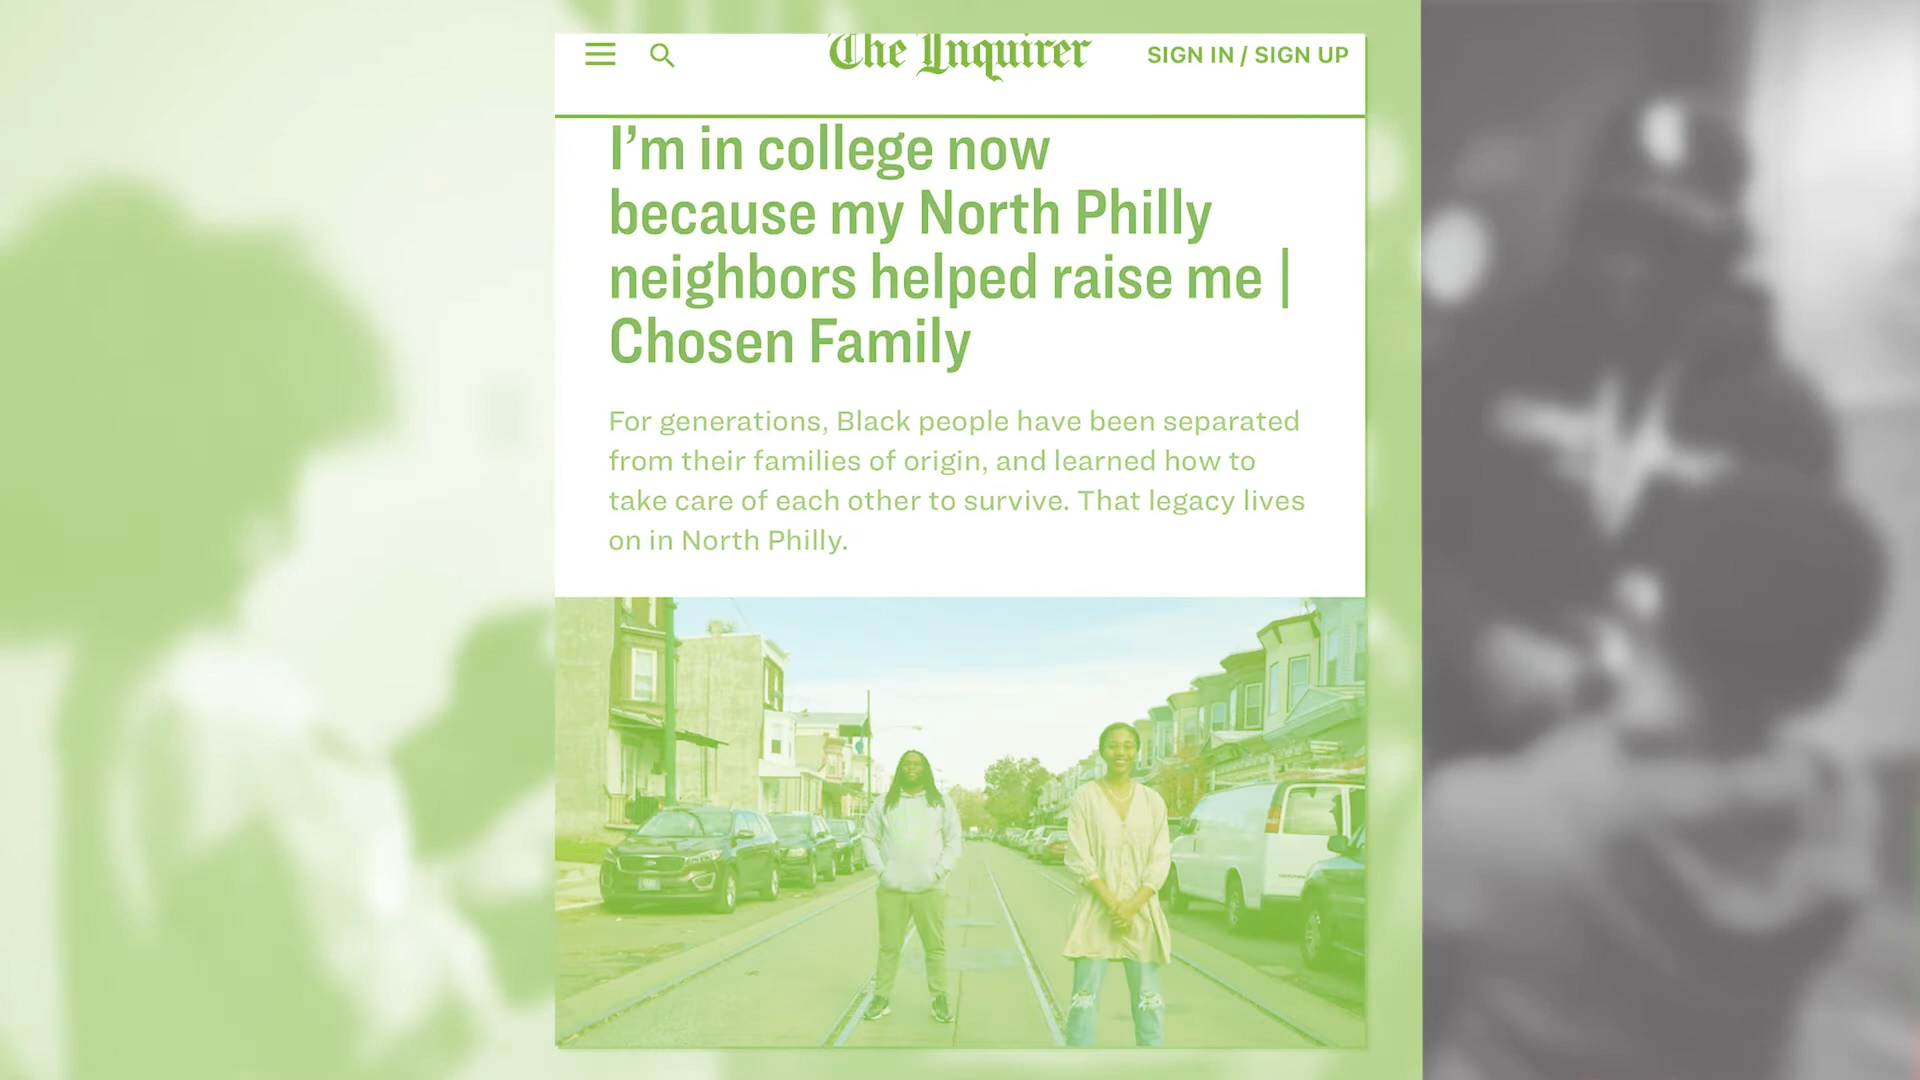 The Inquirer
SIGN IN / SIGN UP
I’m in college now
because my North Philly
neighbors helped raise me |
Chosen Family
For generations, Black people have been separated
from their families of origin, and learned how to
take care of each other to survive. That legacy lives
on in North Philly.